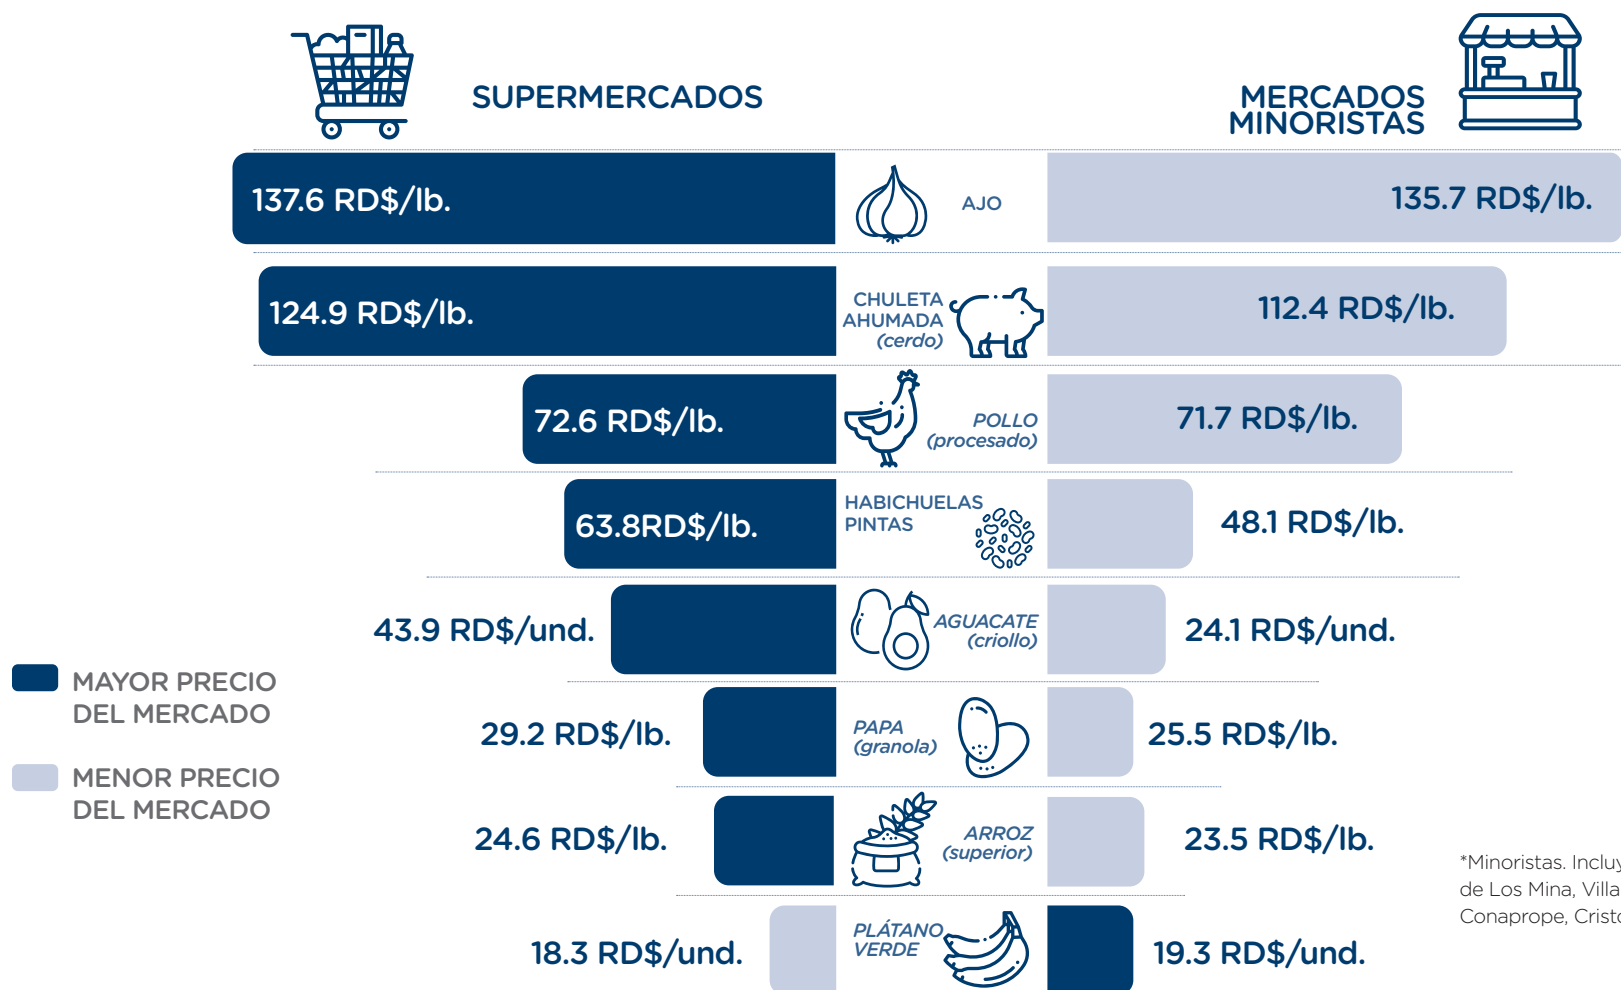 SUPERMERCADOS
MERCADOS
MINORISTAS
137.6 RD$/lb.
AJO
135.7 RD$/lb.
124.9 RD$/lb.
CHULETA
AHUMADA
(cerdo)
112.4 RD$/lb.
72.6 RD$/lb.
POLLO
(procesado)
71.7 RD$/lb.
63.8RD$/lb.
HABICHUELAS
PINTAS
48.1 RD$/lb.
43.9 RD$/und.
AGUACATE
(criollo)
24.1 RD$/und.
MAYOR PRECIO
DEL MERCADO
29.2 RD$/lb.
PAPA
(granola)
25.5 RD$/lb.
MENOR PRECIO
DEL MERCADO
24.6 RD$/lb.
ARROZ
(superior)
23.5 RD$/lb.
*Minoristas.
de Los Mina, Villa
Conaprope,
18.3 RD$/und.
PLÁTANO
VERDE
19.3 RD$/und.